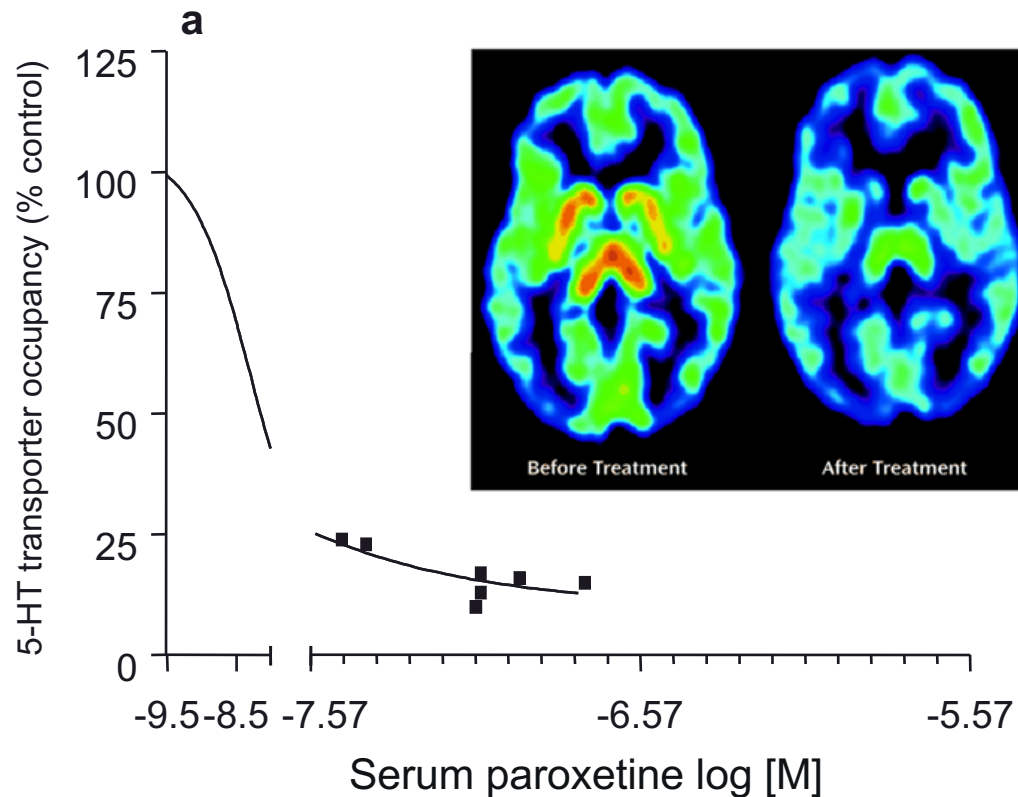 a
5-HT transporter occupancy (% control)
125
100
75
50
25
0
Before Treatment
After Treatment
-9.5 -8.5 -7.57 -6.57 -5.57
Serum paroxetine log [M]